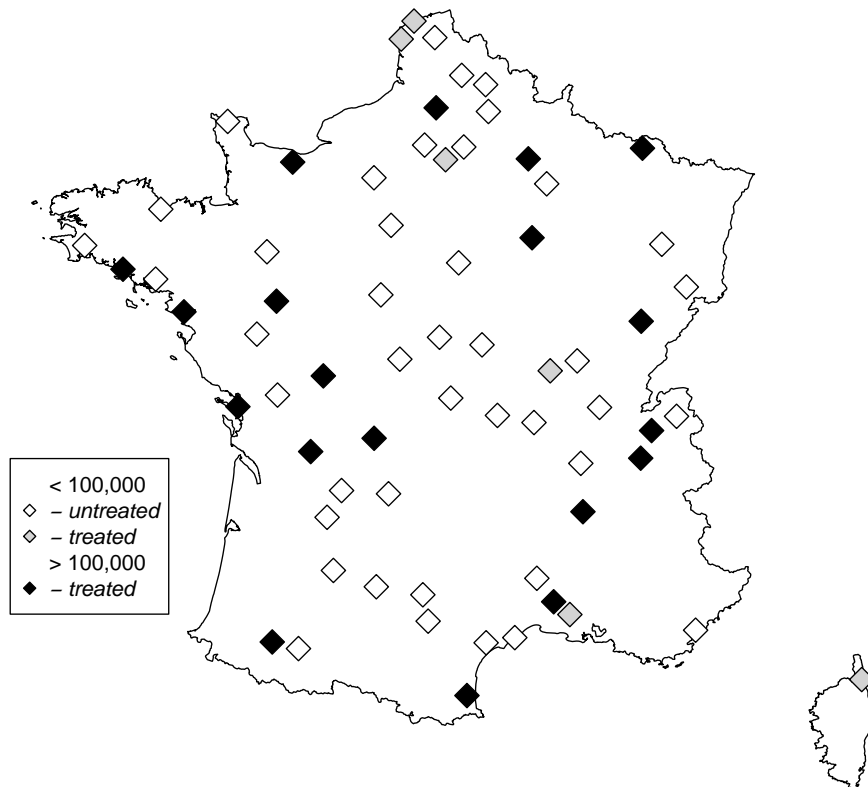 < 100,000
– untreated
– treated
> 100,000
– treated